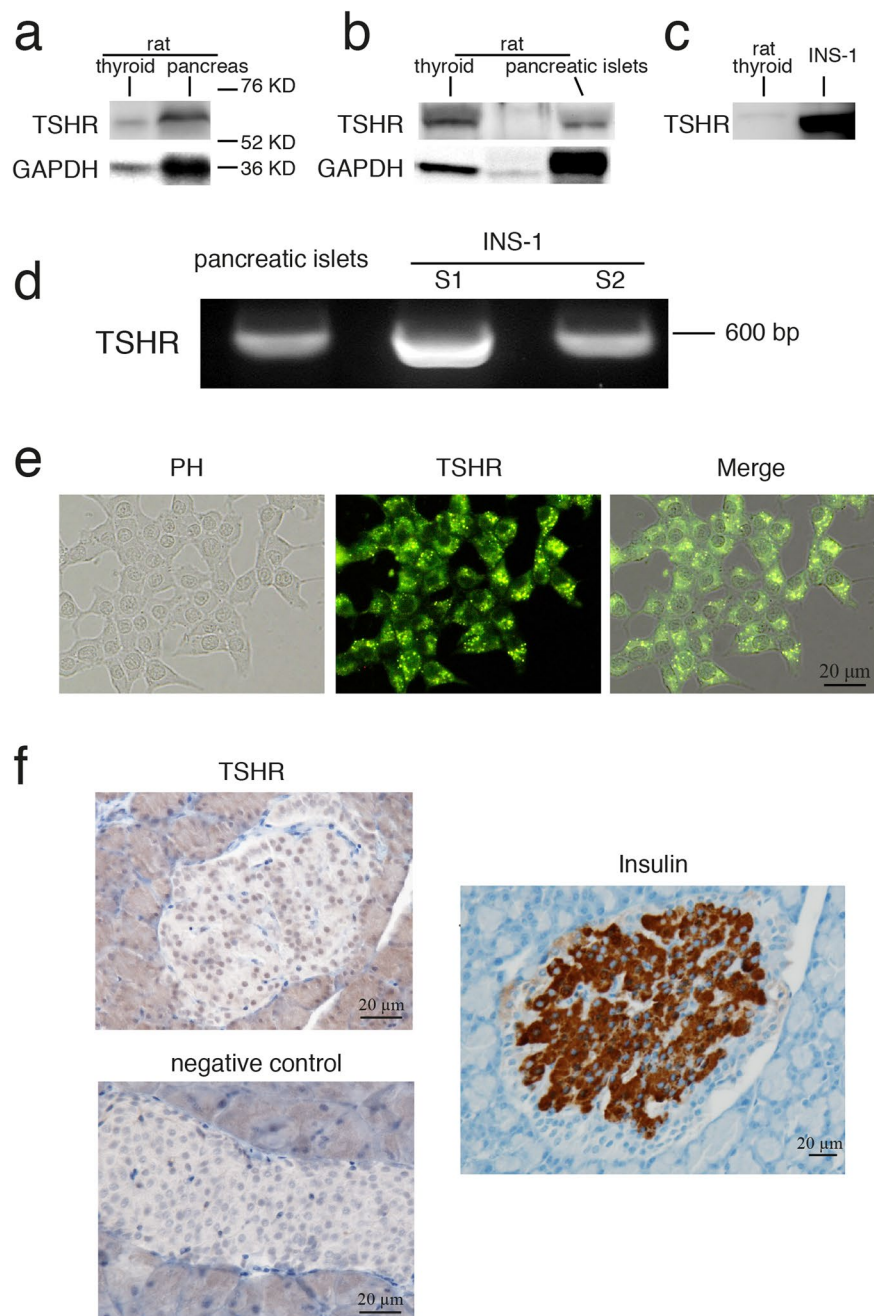 a
rat
thyroid pancreas
76 KD
TSHR
52 KD
GAPDH
36 KD
b
rat
thyroid pancreatic islets
TSHR
GAPDH
c
rat
thyroid
INS-1
TSHR
d
pancreatic islets
INS-1
S1 S2
TSHR
600 bp
e
PH TSHR Merge
20 µm
f
TSHR
20 µm
negative control
20 µm
Insulin
20 µm